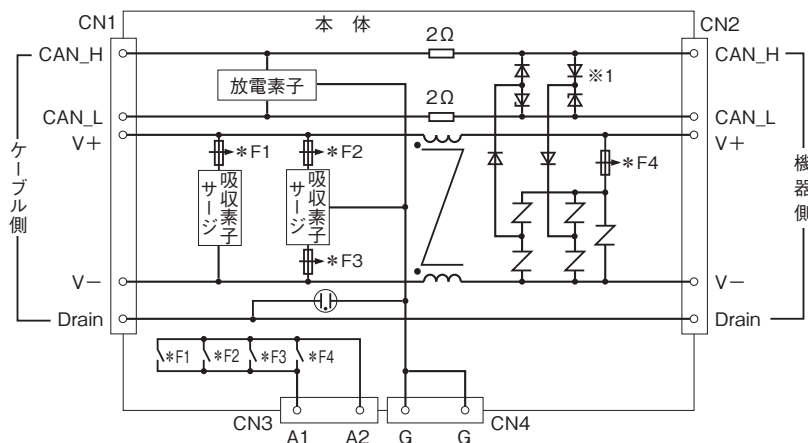 CN1
本 体
CN2
CAN_H
2Ω
CAN_H
放電素子
※1
CAN_L
2Ω
CAN_L
V+
V+
*F1
*F2
*F4
ケーブル側
サージ
吸収素子
サージ
吸収素子
機器側
*F3
V−
V−
Drain
Drain
*F1
*F2
*F3
*F4
CN3
CN4
A1
A2
G
G